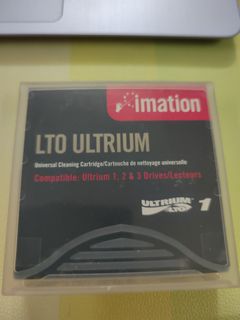 imation
LTO ULTRIUM
Universal Cleaning Cartridge/Cartouche de nettoyage universelle
Compatible: Ultrium 1, 2 & 3 Drives/Lecteurs
ULTRIUM
LTO
1